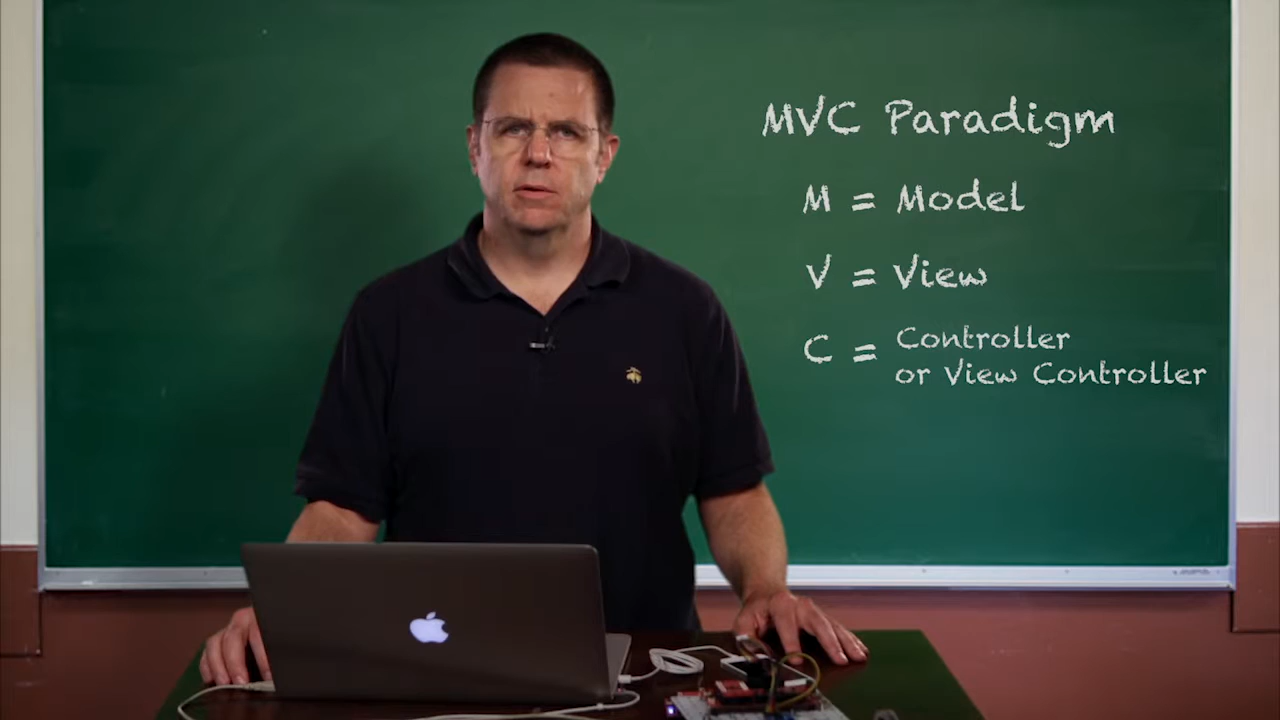 MVC Paradigm
M = Model
V = View
C = Controller
or View Controller